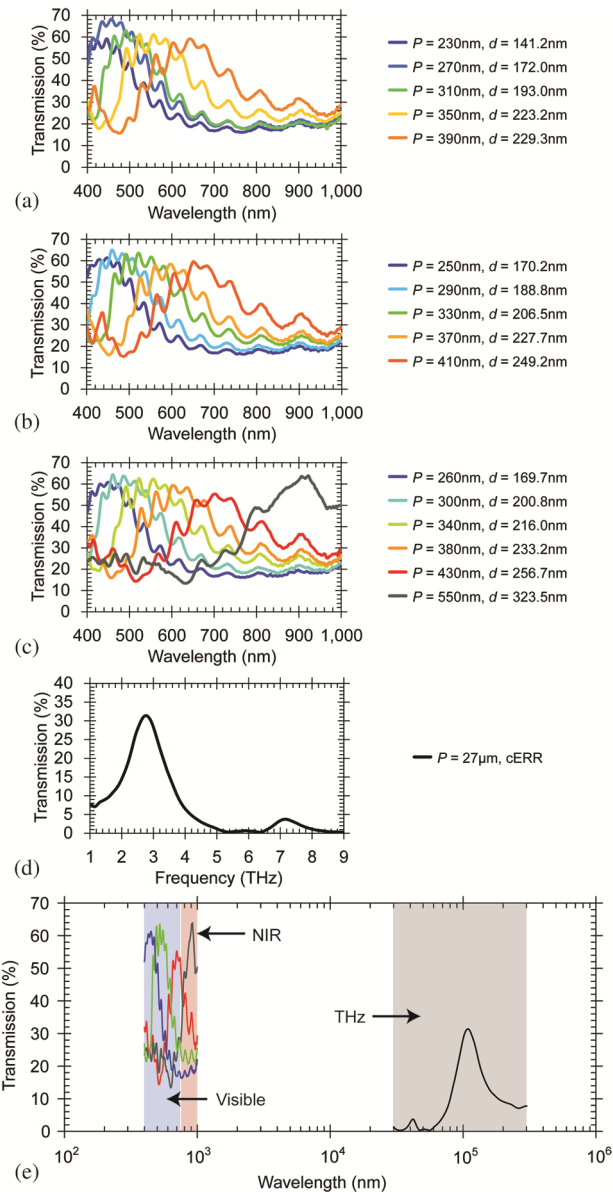 70
60
50
40
30
20
10
0
Transmission (%)
400 500 600 700 800 900 1,000
Wavelength (nm)
(a)
P = 230nm, d = 141.2nm
P = 270nm, d = 172.0nm
P = 310nm, d = 193.0nm
P = 350nm, d = 223.2nm
P = 390nm, d = 229.3nm
70
60
50
40
30
20
10
0
Transmission (%)
400 500 600 700 800 900 1,000
Wavelength (nm)
(b)
P = 250nm, d = 170.2nm
P = 290nm, d = 188.8nm
P = 330nm, d = 206.5nm
P = 370nm, d = 227.7nm
P = 410nm, d = 249.2nm
70
60
50
40
30
20
10
0
Transmission (%)
400 500 600 700 800 900 1,000
Wavelength (nm)
(c)
P = 260nm, d = 169.7nm
P = 300nm, d = 200.8nm
P = 340nm, d = 216.0nm
P = 380nm, d = 233.2nm
P = 430nm, d = 256.7nm
P = 550nm, d = 323.5nm
40
35
30
25
20
15
10
5
0
Transmission (%)
1 2 3 4 5 6 7 8 9
Frequency (THz)
(d)
P = 27µm, cERR
70
60
50
40
30
20
10
0
Transmission (%)
NIR
THz
Visible
10² 10³ 10⁴ 10⁵ 10⁶
Wavelength (nm)
(e)